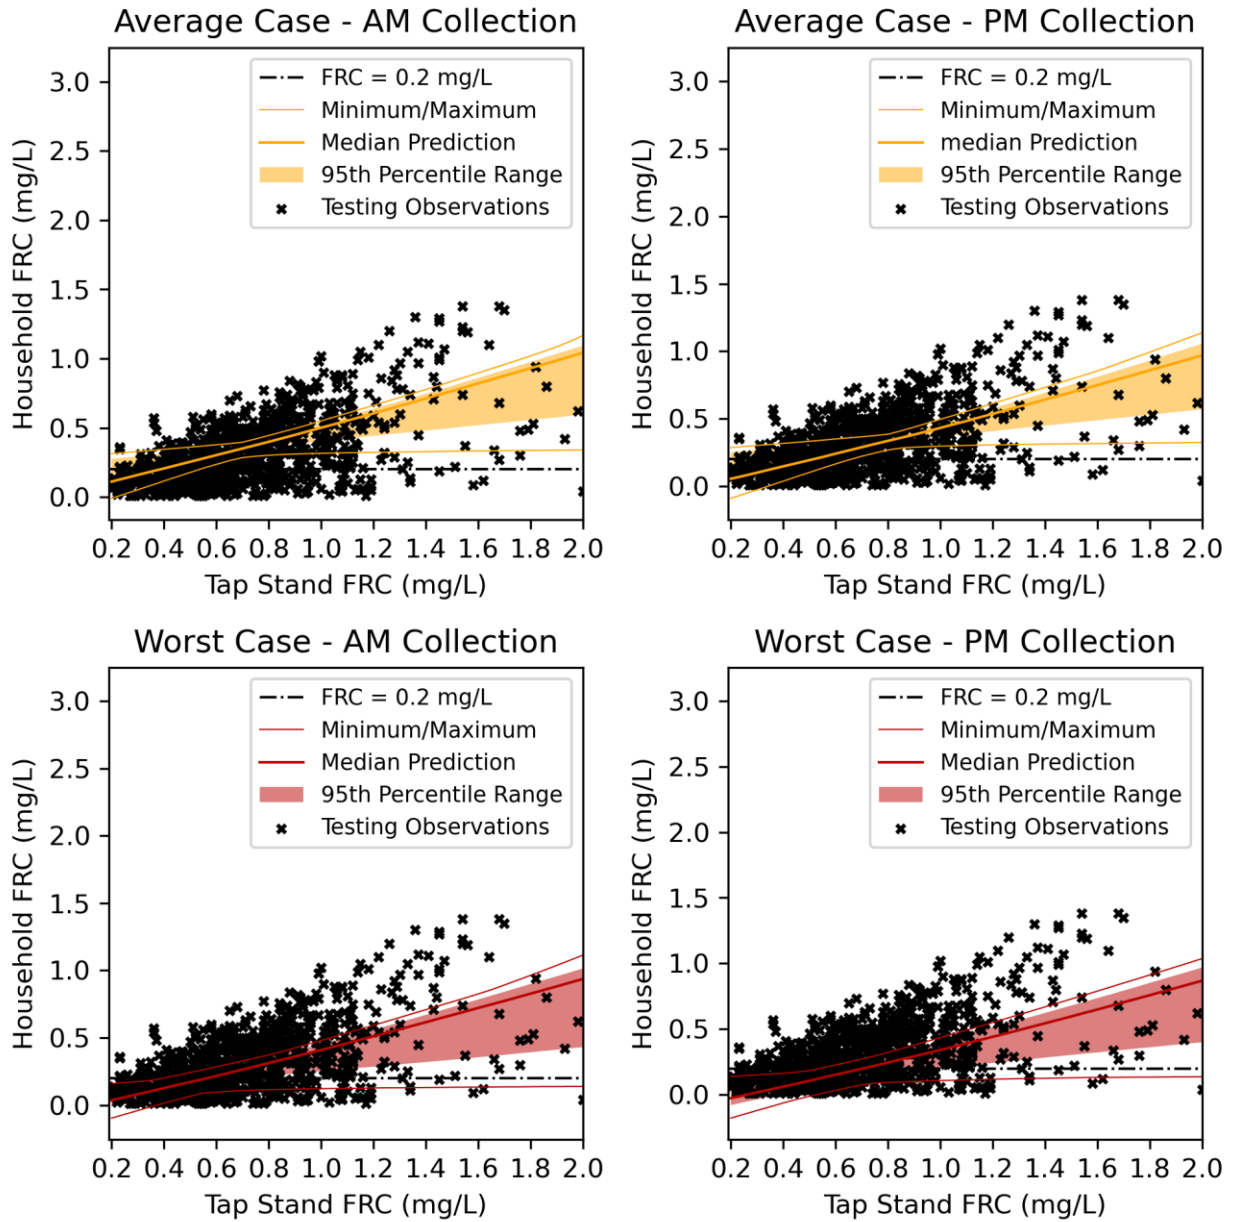 Average Case - AM Collection
Household FRC (mg/L)
3.0
2.5
2.0
1.5
1.0
0.5
0.0
FRC = 0.2 mg/L
Minimum/Maximum
Median Prediction
95th Percentile Range
Testing Observations
0.2 0.4 0.6 0.8 1.0 1.2 1.4 1.6 1.8 2.0
Tap Stand FRC (mg/L)
Average Case - PM Collection
Household FRC (mg/L)
3.0
2.5
2.0
1.5
1.0
0.5
0.0
FRC = 0.2 mg/L
Minimum/Maximum
median Prediction
95th Percentile Range
Testing Observations
0.2 0.4 0.6 0.8 1.0 1.2 1.4 1.6 1.8 2.0
Tap Stand FRC (mg/L)
Worst Case - AM Collection
Household FRC (mg/L)
3.0
2.5
2.0
1.5
1.0
0.5
0.0
FRC = 0.2 mg/L
Minimum/Maximum
Median Prediction
95th Percentile Range
Testing Observations
0.2 0.4 0.6 0.8 1.0 1.2 1.4 1.6 1.8 2.0
Tap Stand FRC (mg/L)
Worst Case - PM Collection
Household FRC (mg/L)
3.0
2.5
2.0
1.5
1.0
0.5
0.0
FRC = 0.2 mg/L
Minimum/Maximum
Median Prediction
95th Percentile Range
Testing Observations
0.2 0.4 0.6 0.8 1.0 1.2 1.4 1.6 1.8 2.0
Tap Stand FRC (mg/L)